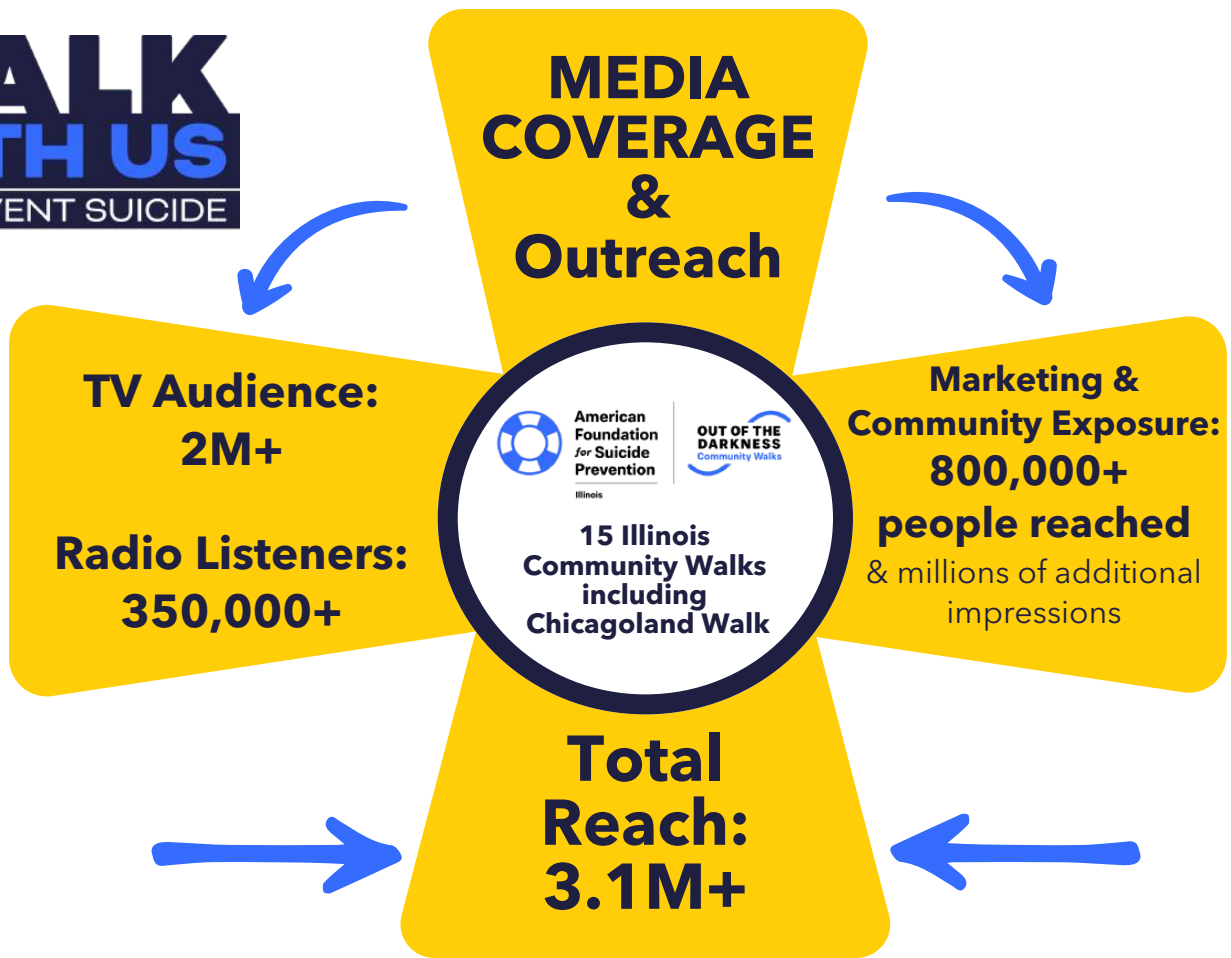 ALK
TH US
VENT SUICIDE
MEDIA
COVERAGE
&
Outreach
TV Audience:
2M+
Radio Listeners:
350,000+
American
Foundation
for Suicide
Prevention
Illinois
OUT OF THE
DARKNESS
Community Walks
15 Illinois
Community Walks
including
Chicagoland Walk
Marketing &
Community Exposure:
800,000+
people reached
& millions of additional
impressions
Total
Reach:
3.1M+